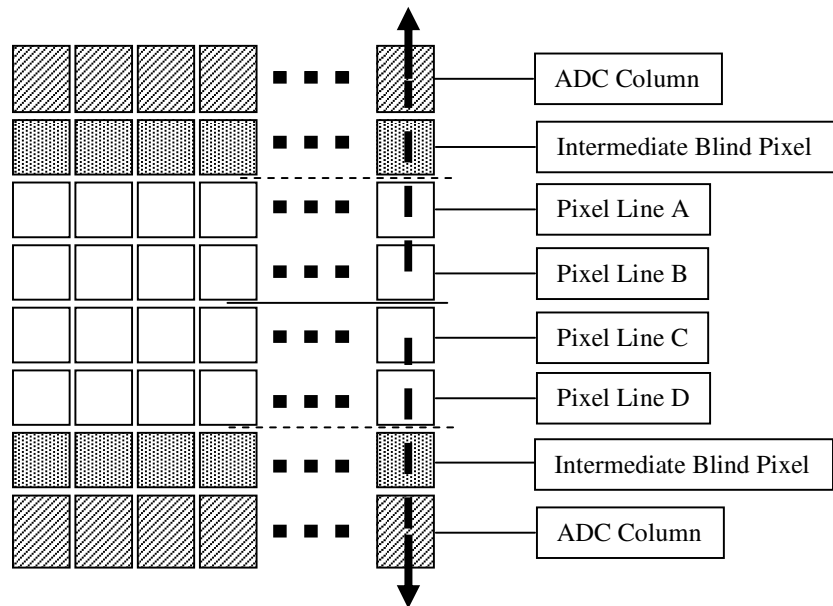 ADC Column
Intermediate Blind Pixel
Pixel Line A
Pixel Line B
Pixel Line C
Pixel Line D
Intermediate Blind Pixel
ADC Column